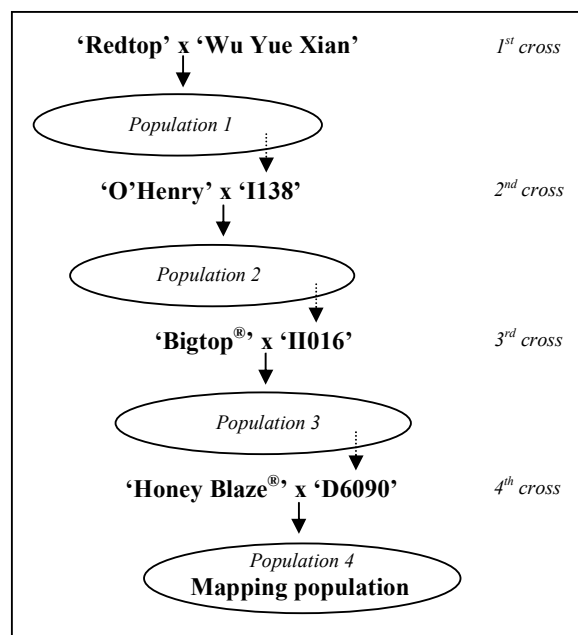 ‘Redtop’ x ‘Wu Yue Xian’ 1st cross
Population 1
‘O’Henry’ x ‘I138’ 2nd cross
Population 2
‘Bigtop®’ x ‘II016’ 3rd cross
Population 3
‘Honey Blaze®’ x ‘D6090’ 4th cross
Population 4
Mapping population